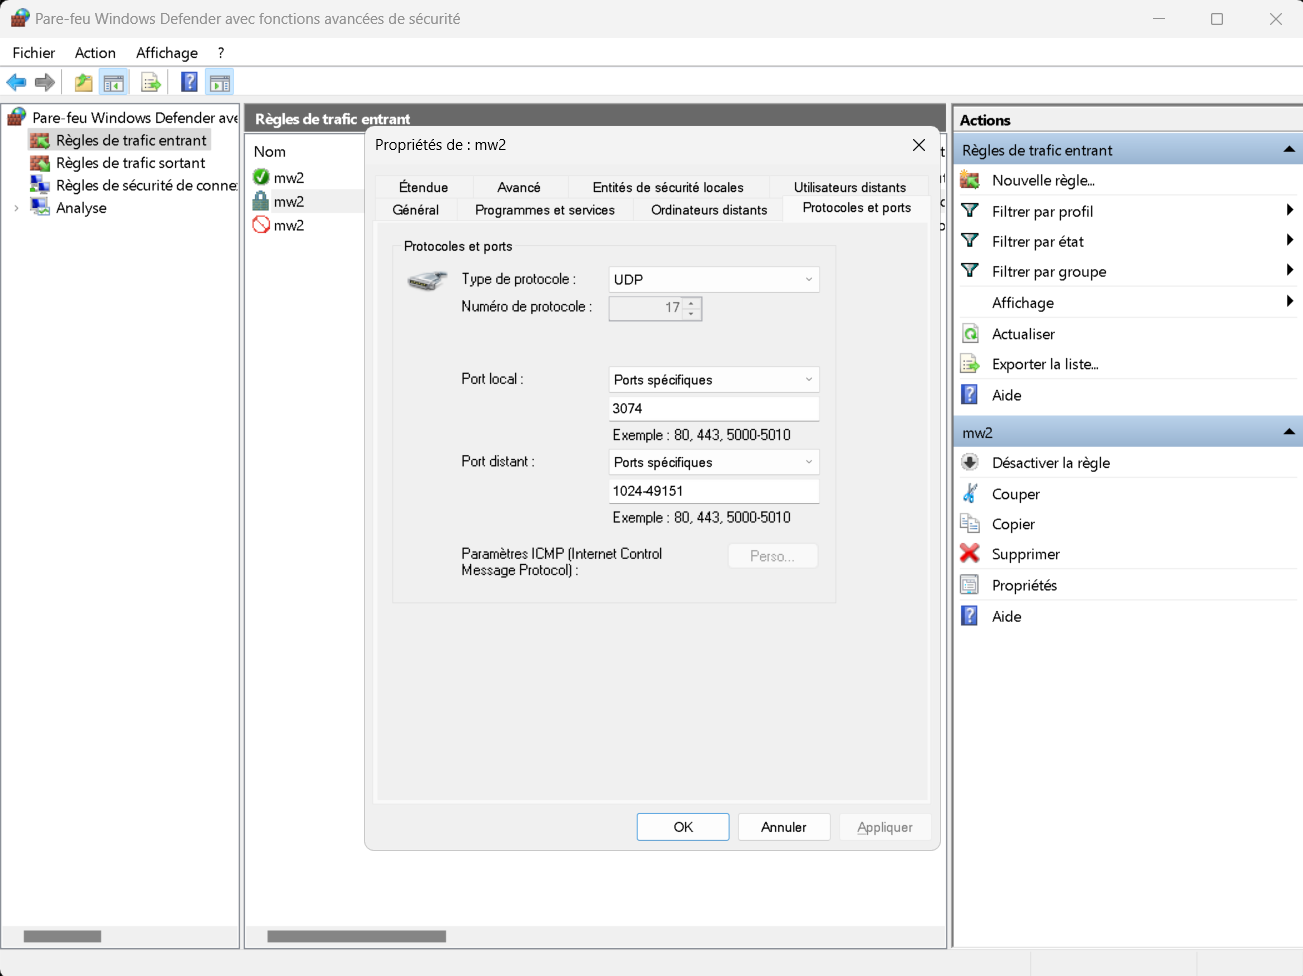 Pare-feu Windows Defender avec fonctions avancées de sécurité
Fichier Action Affichage ?
Pare-feu Windows Defender ave
Règles de trafic entrant
Règles de trafic sortant
Règles de sécurité de conne
Analyse
Règles de trafic entrant
Nom
mw2
mw2
mw2
Propriétés de : mw2
Étendue Avancé Entités de sécurité locales Utilisateurs distants
Général Programmes et services Ordinateurs distants Protocoles et ports
Protocoles et ports
Type de protocole : UDP
Numéro de protocole : 17
Port local : Ports spécifiques
3074
Exemple : 80, 443, 5000-5010
Port distant : Ports spécifiques
1024-49151
Exemple : 80, 443, 5000-5010
Paramètres ICMP (Internet Control
Message Protocol) :
Perso...
OK Annuler Appliquer
Actions
Règles de trafic entrant
Nouvelle règle...
Filtrer par profil
Filtrer par état
Filtrer par groupe
Affichage
Actualiser
Exporter la liste...
Aide
mw2
Désactiver la règle
Couper
Copier
Supprimer
Propriétés
Aide